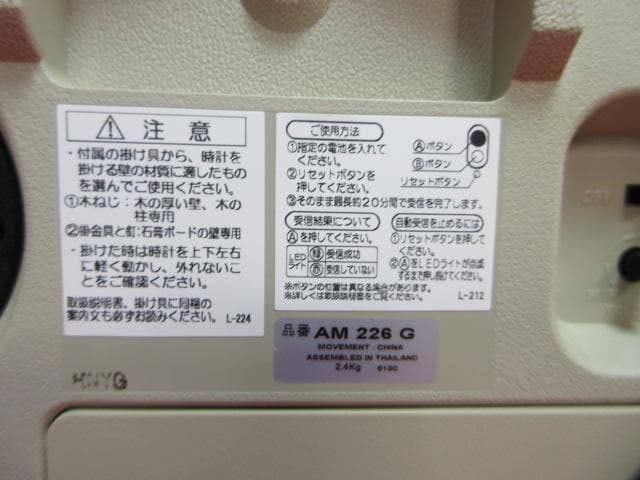 注意
・付属の掛け具から、時計を
掛ける壁の材質に適したもの
を選んでご使用ください。
①木ねじ：木の厚い壁、木の
柱専用
②掛金具と釘：石膏ボードの壁専用
・掛けた時は時計を上下左右
に軽く動かし、外れないこ
とをご確認ください。
取扱説明書、掛け具に同梱の
案内文も必ずお読みください。 L-224
ご使用方法
①指定の電池を入れて
ください。
②リセットボタンを
押してください。
③そのまま最長約20分間で受信を完了します。
Ⓐボタン
Ⓑボタン
リセットボタン
受信結果について
Ⓐを押してください。
LED
ライト
緑 受信成功
赤 受信していない
自動受信を止めるには
①リセットボタンを押して
ください。
②ⒶをLEDライトが点滅
するまで押し続けてください。
※ボタンの位置は異なる場合があります。
※詳しくは取扱説明書をご覧ください。 L-212
品番 AM 226 G
MOVEMENT : CHINA
ASSEMBLED IN THAILAND
2.4Kg 613C
HNYG
OFF